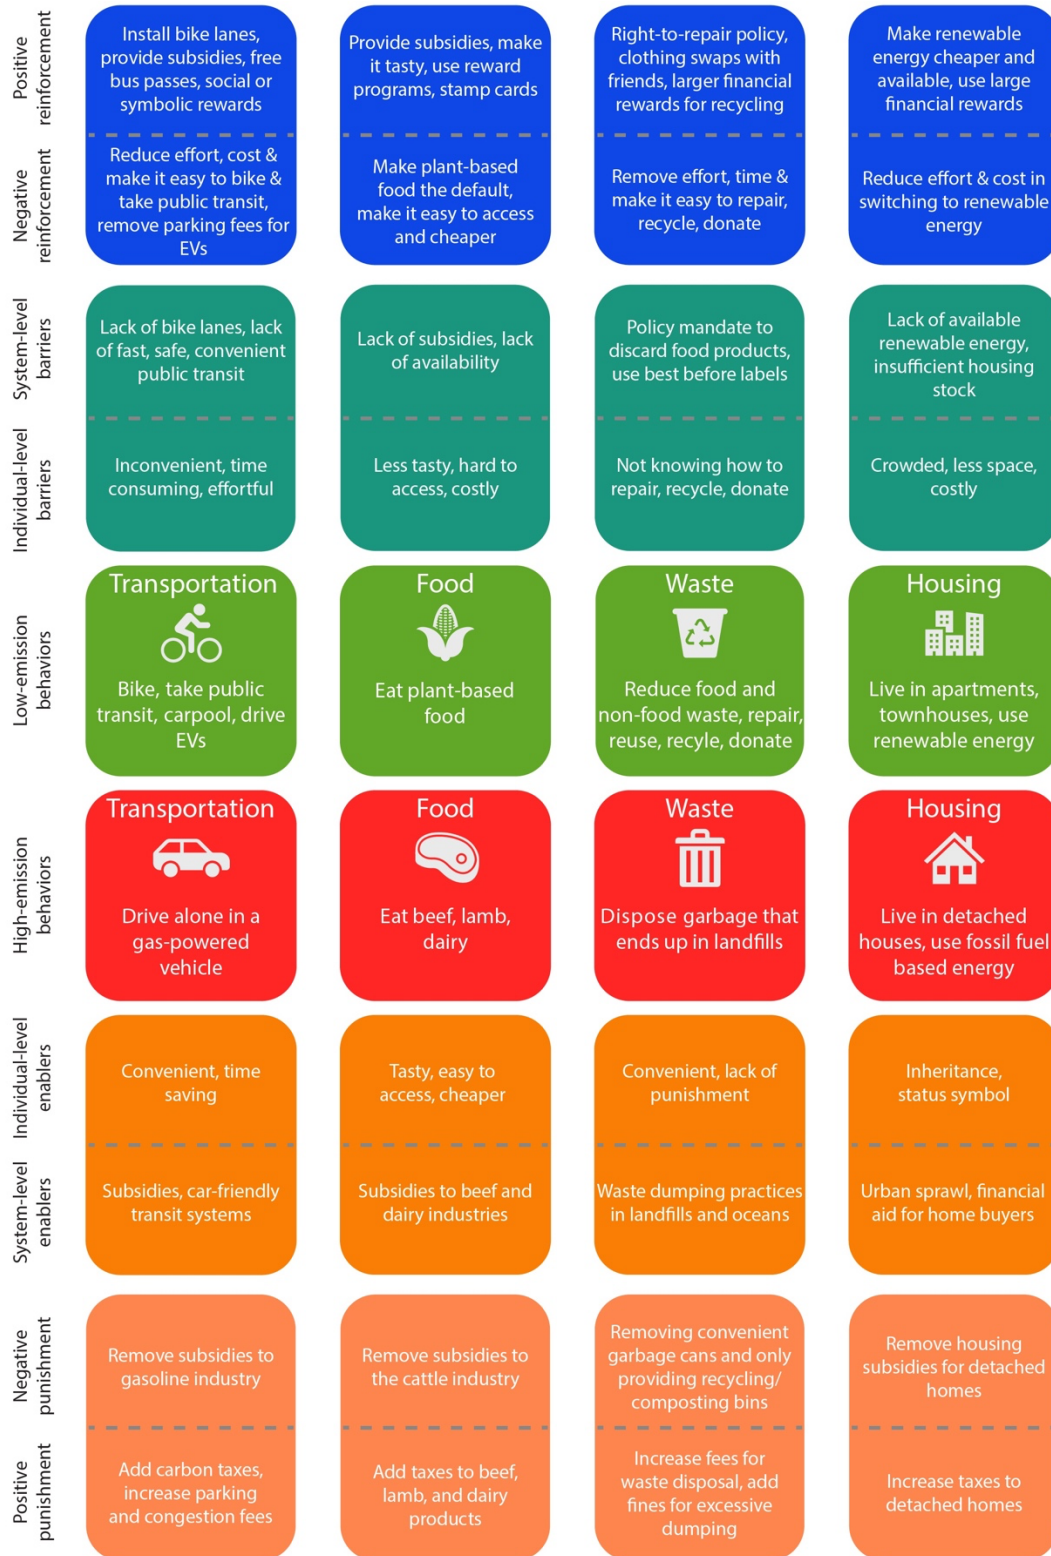 Positive
reinforcement
Install bike lanes,
provide subsidies, free
bus passes, social or
symbolic rewards
Provide subsidies, make
it tasty, use reward
programs, stamp cards
Right-to-repair policy,
clothing swaps with
friends, larger financial
rewards for recycling
Make renewable
energy cheaper and
available, use large
financial rewards
Negative
reinforcement
Reduce effort, cost &
make it easy to bike &
take public transit,
remove parking fees for
EVs
Make plant-based
food the default,
make it easy to access
and cheaper
Remove effort, time &
make it easy to repair,
recycle, donate
Reduce effort & cost in
switching to renewable
energy
System-level
barriers
Lack of bike lanes, lack
of fast, safe, convenient
public transit
Lack of subsidies, lack
of availability
Policy mandate to
discard food products,
use best before labels
Lack of available
renewable energy,
insufficient housing
stock
Individual-level
barriers
Inconvenient, time
consuming, effortful
Less tasty, hard to
access, costly
Not knowing how to
repair, recycle, donate
Crowded, less space,
costly
Low-emission
behaviors
Transportation
Bike, take public
transit, carpool, drive
EVs
Food
Eat plant-based
food
Waste
Reduce food and
non-food waste, repair,
reuse, recyle, donate
Housing
Live in apartments,
townhouses, use
renewable energy
High-emission
behaviors
Transportation
Drive alone in a
gas-powered
vehicle
Food
Eat beef, lamb,
dairy
Waste
Dispose garbage that
ends up in landfills
Housing
Live in detached
houses, use fossil fuel
based energy
Individual-level
enablers
Convenient, time
saving
Tasty, easy to
access, cheaper
Convenient, lack of
punishment
Inheritance,
status symbol
System-level
enablers
Subsidies, car-friendly
transit systems
Subsidies to beef and
dairy industries
Waste dumping practices
in landfills and oceans
Urban sprawl, financial
aid for home buyers
Negative
punishment
Remove subsidies to
gasoline industry
Remove subsidies to
the cattle industry
Removing convenient
garbage cans and only
providing recycling/
composting bins
Remove housing
subsidies for detached
homes
Positive
punishment
Add carbon taxes,
increase parking
and congestion fees
Add taxes to beef,
lamb, and dairy
products
Increase fees for
waste disposal, add
fines for excessive
dumping
Increase taxes to
detached homes